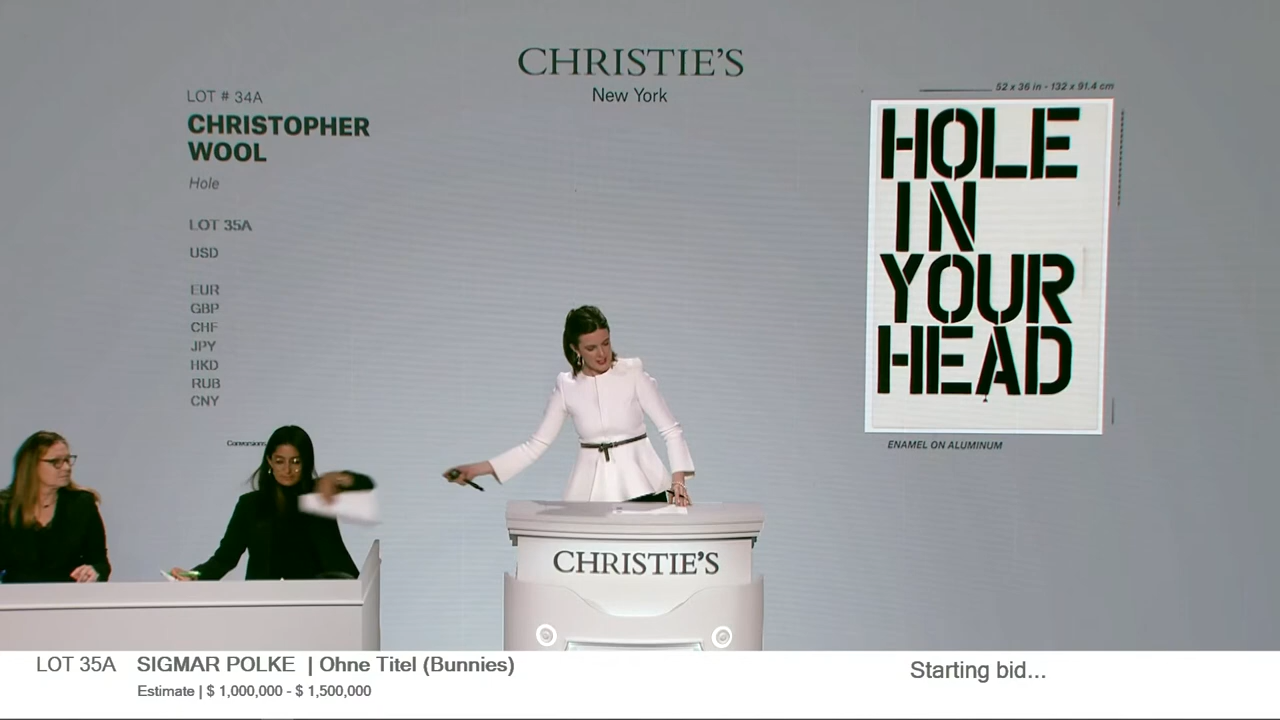 CHRISTIE'S
New York
LOT # 34A
CHRISTOPHER
WOOL
Hole
LOT 35A
USD
EUR
GBP
CHF
JPY
HKD
RUB
CNY
Conversions
52 x 36 in - 132 x 91.4 cm
HOLE
IN
YOUR
HEAD
ENAMEL ON ALUMINUM
CHRISTIE'S
LOT 35A SIGMAR POLKE | Ohne Titel (Bunnies)
Estimate | $ 1,000,000 - $ 1,500,000
Starting bid...